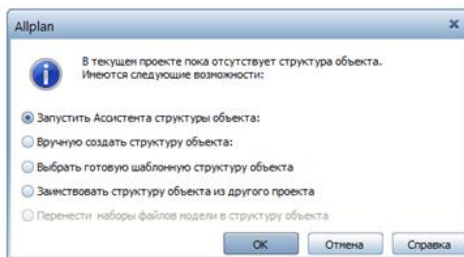 Allplan
В текущем проекте пока отсутствует структура объекта.
Имеются следующие возможности:
Запустить Ассистента структуры объекта:
Вручную создать структуру объекта:
Выбрать готовую шаблонную структуру объекта
Заимствовать структуру объекта из другого проекта
Перенести наборы файлов модели в структуру объекта
ОК Отмена Справка